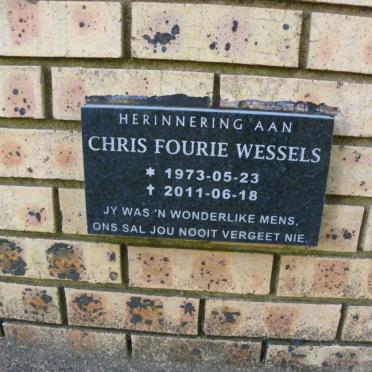 HERINNERING AAN
CHRIS FOURIE WESSELS
✶ 1973-05-23
✝ 2011-06-18
JY WAS 'N WONDERLIKE MENS.
ONS SAL JOU NOOIT VERGEET NIE.